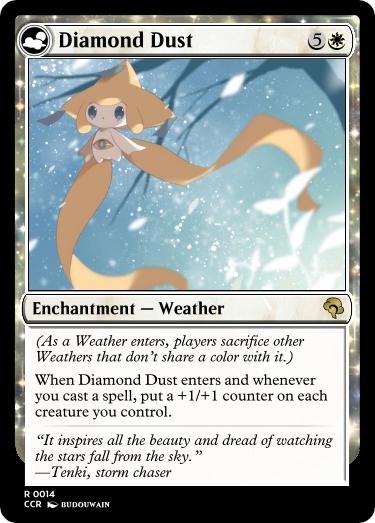 Diamond Dust 5
Enchantment — Weather
(As a Weather enters, players sacrifice other
Weathers that don't share a color with it.)
When Diamond Dust enters and whenever
you cast a spell, put a +1/+1 counter on each
creature you control.
“It inspires all the beauty and dread of watching
the stars fall from the sky.”
—Tenki, storm chaser
R 0014
CCR BUDOUWAIN